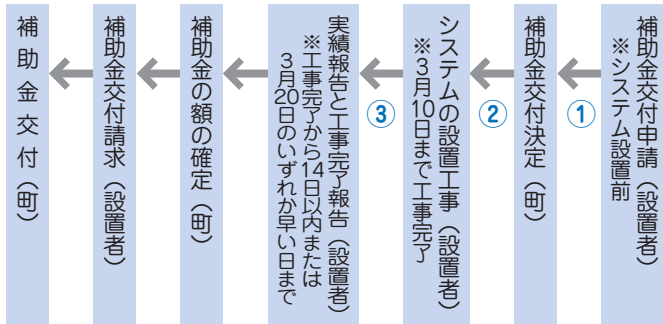 補助金交付申請（設置者）
※システム設置前
①
補助金交付決定（町）
②
システムの設置工事（設置者）
※３月10日まで工事完了
③
実績報告と工事完了報告（設置者）
※工事完了から14日以内または
３月20日のいずれか早い日まで
補助金の額の確定（町）
補助金交付請求（設置者）
補助金交付（町）